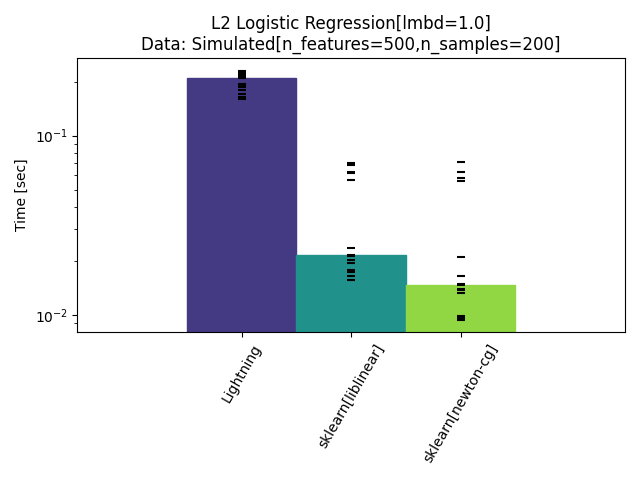 L2 Logistic Regression[lmbd=1.0]
Data: Simulated[n_features=500,n_samples=200]
Time [sec]
10⁻¹
10⁻²
Lightning
sklearn[liblinear]
sklearn[newton-cg]